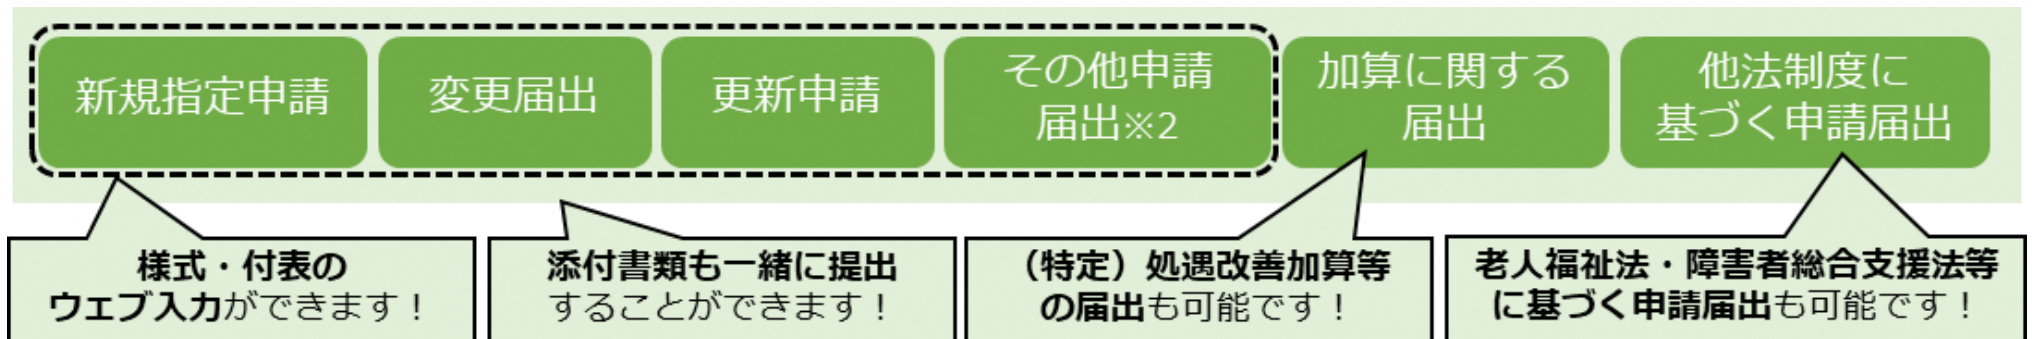 新規指定申請
変更届出
更新申請
その他申請
届出※2
加算に関する
届出
他法制度に
基づく申請届出
様式・付表の
ウェブ入力ができます！
添付書類も一緒に提出
することができます！
（特定）処遇改善加算等
の届出も可能です！
老人福祉法・障害者総合支援法等
に基づく申請届出も可能です！